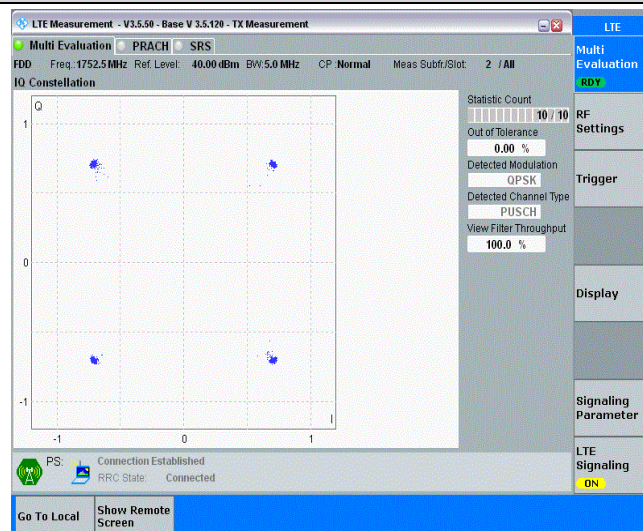 LTE Measurement - V3.5.50 - Base V 3.5.120 - TX Measurement
LTE
Multi Evaluation PRACH SRS
FDD Freq.:1752.5 MHz Ref. Level: 40.00 dBm BW:5.0 MHz CP :Normal Meas Subfr./Slot: 2 / All
IQ Constellation
Q
1
0
-1
-1 0 1
I
Statistic Count
10 / 10
Out of Tolerance
0.00 %
Detected Modulation
QPSK
Detected Channel Type
PUSCH
View Filter Throughput
100.0 %
Multi
Evaluation
RDY
RF
Settings
Trigger
Display
Signaling
Parameter
LTE
Signaling
ON
PS: Connection Established
RRC State: Connected
Go To Local
Show Remote
Screen